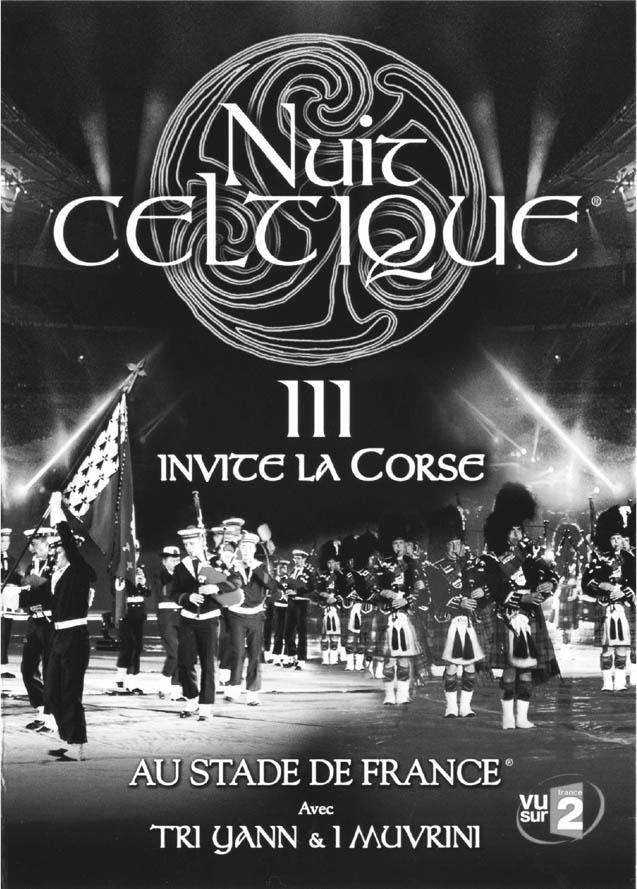 Nuit
CELTIQUE®
III
INVITE LA CORSE
AU STADE DE FRANCE®
Avec
TRI YANN & I MUVRINI
vu
sur
france
2